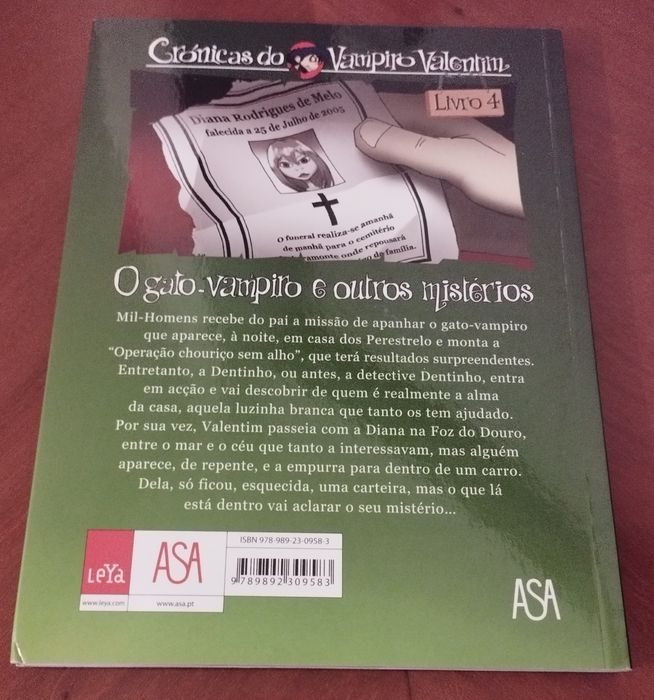 Crónicas do Vampiro Valentim
Livro 4
Diana Rodrigues de Melo
falecida a 25 de Julho de 2005
O funeral realiza-se amanhã
de manhã para o cemitério
amonte onde repousará
da família.
O gato-vampiro e outros mistérios
Mil-Homens recebe do pai a missão de apanhar o gato-vampiro
que aparece, à noite, em casa dos Perestrelo e monta a
“Operação chouriço sem alho”, que terá resultados surpreendentes.
Entretanto, a Dentinho, ou antes, a detective Dentinho, entra
em acção e vai descobrir de quem é realmente a alma
da casa, aquela luzinha branca que tanto os tem ajudado.
Por sua vez, Valentim passeia com a Diana na Foz do Douro,
entre o mar e o céu que tanto a interessavam, mas alguém
aparece, de repente, e a empurra para dentro de um carro.
Dela, só ficou, esquecida, uma carteira, mas o que lá
está dentro vai aclarar o seu mistério...
ISBN 978-989-23-0958-3
9789892309583
LeYa
www.leya.com
ASA
www.asa.pt
ASA